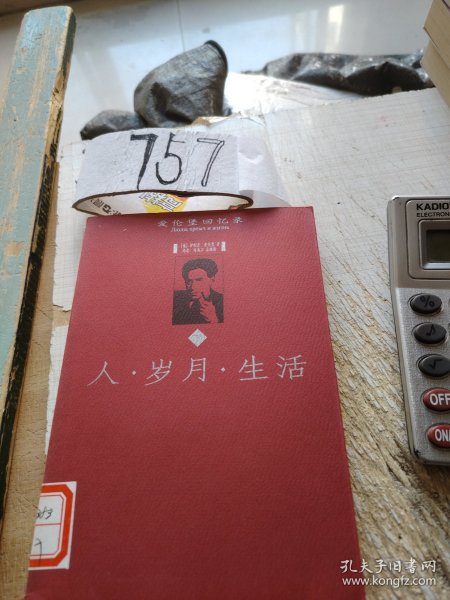 757
爱伦堡回忆录
Люди, время и жизнь
人·岁月·生活
KADIO
ELECTRON
%
OFF
ON/
孔夫子旧书网
www.kongfz.com